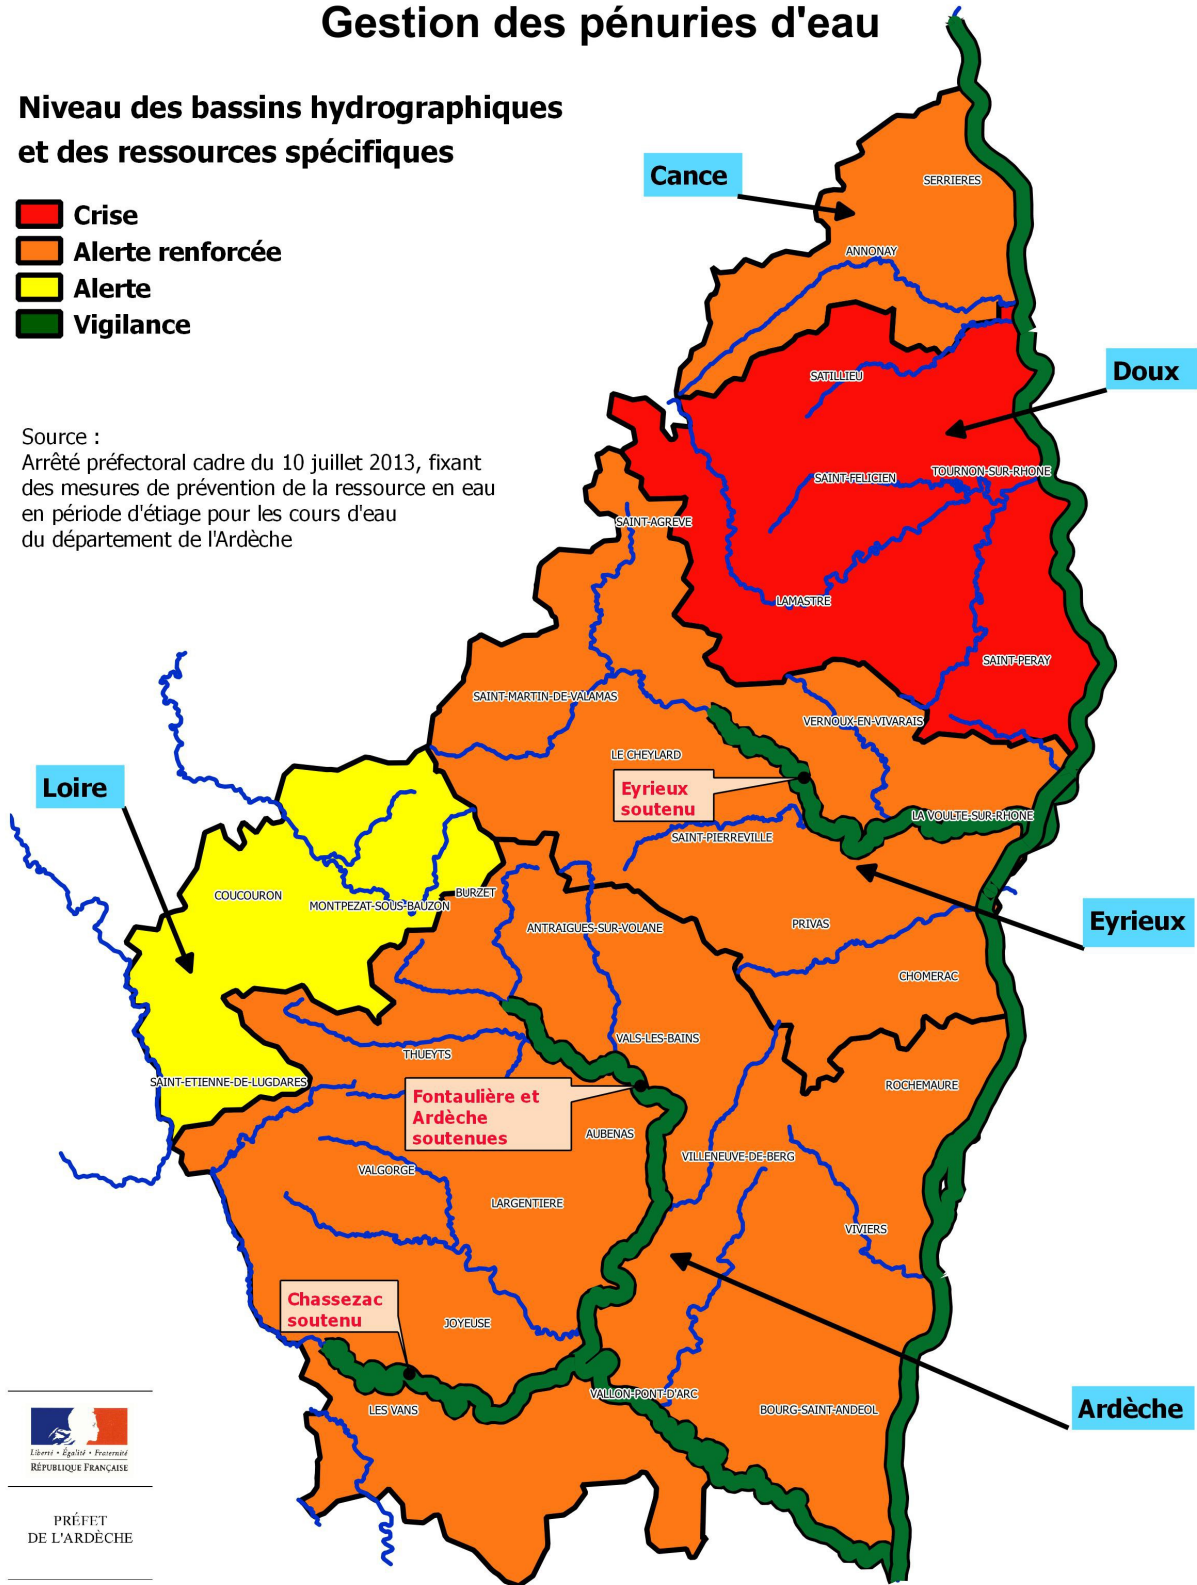 Gestion des pénuries d'eau
Niveau des bassins hydrographiques
et des ressources spécifiques
Crise
Alerte renforcée
Alerte
Vigilance
Source :
Arrêté préfectoral cadre du 10 juillet 2013, fixant
des mesures de prévention de la ressource en eau
en période d'étiage pour les cours d'eau
du département de l'Ardèche
Cance
SERRIERES
ANNONAY
Doux
SATILLIEU
SAINT-FELICIEN
TOURNON-SUR-RHONE
SAINT-AGREVE
LAMASTRE
SAINT-PERAY
SAINT-MARTIN-DE-VALAMAS
VERNOUX-EN-VIVARAIS
LE CHEYLARD
Loire
Eyrieux
soutenu
LA VOULTE-SUR-RHONE
SAINT-PIERREVILLE
COUCOURON
BURZET
MONTPEZAT-SOUS-BAUZON
ANTRAIGUES-SUR-VOLANE
PRIVAS
Eyrieux
CHOMERAC
VALS-LES-BAINS
THUEYTS
SAINT-ETIENNE-DE-LUGDARES
ROCHEMAURE
Fontaulière et
Ardèche
soutenues
AUBENAS
VILLENEUVE-DE-BERG
VALGORGE
LARGENTIERE
VIVIERS
Chassezac
soutenu
JOYEUSE
VALLON-PONT-D'ARC
LES VANS
BOURG-SAINT-ANDEOL
Ardèche
Liberté • Égalité • Fraternité
RÉPUBLIQUE FRANÇAISE
PRÉFET
DE L'ARDÈCHE